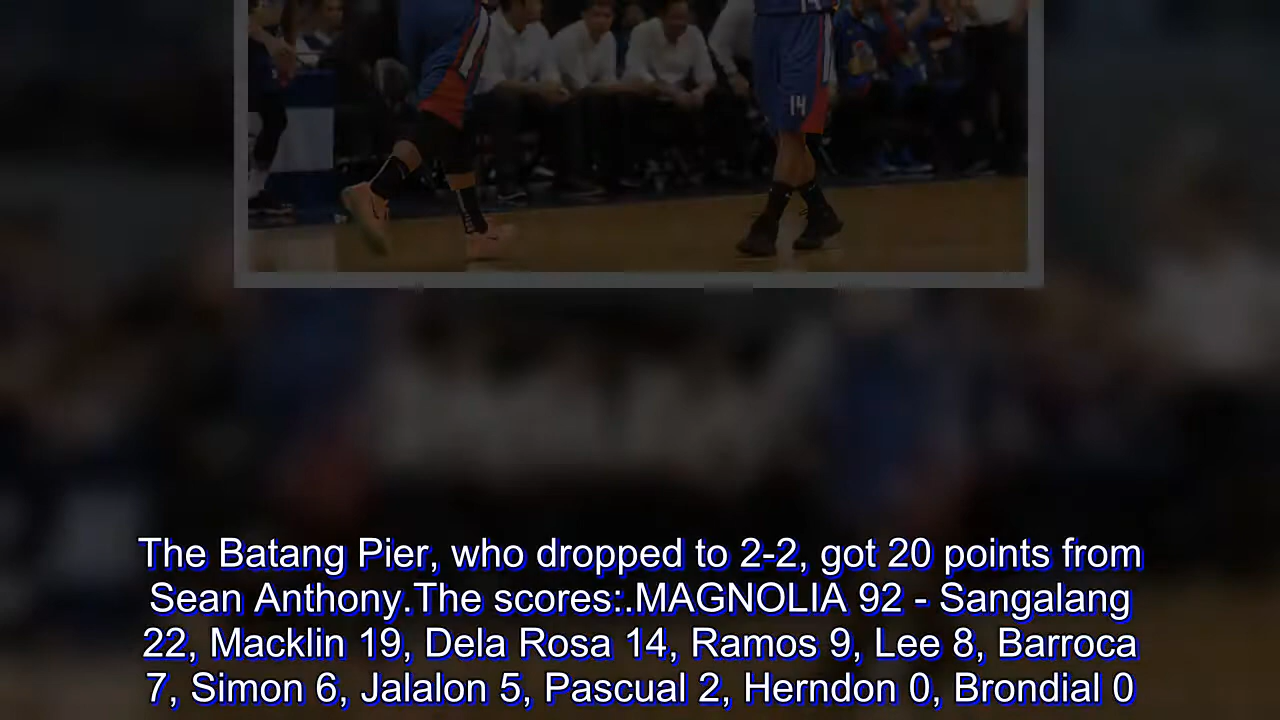 14
The Batang Pier, who dropped to 2-2, got 20 points from
Sean Anthony.The scores:.MAGNOLIA 92 - Sangalang
22, Macklin 19, Dela Rosa 14, Ramos 9, Lee 8, Barroca
7, Simon 6, Jalalon 5, Pascual 2, Herndon 0, Brondial 0